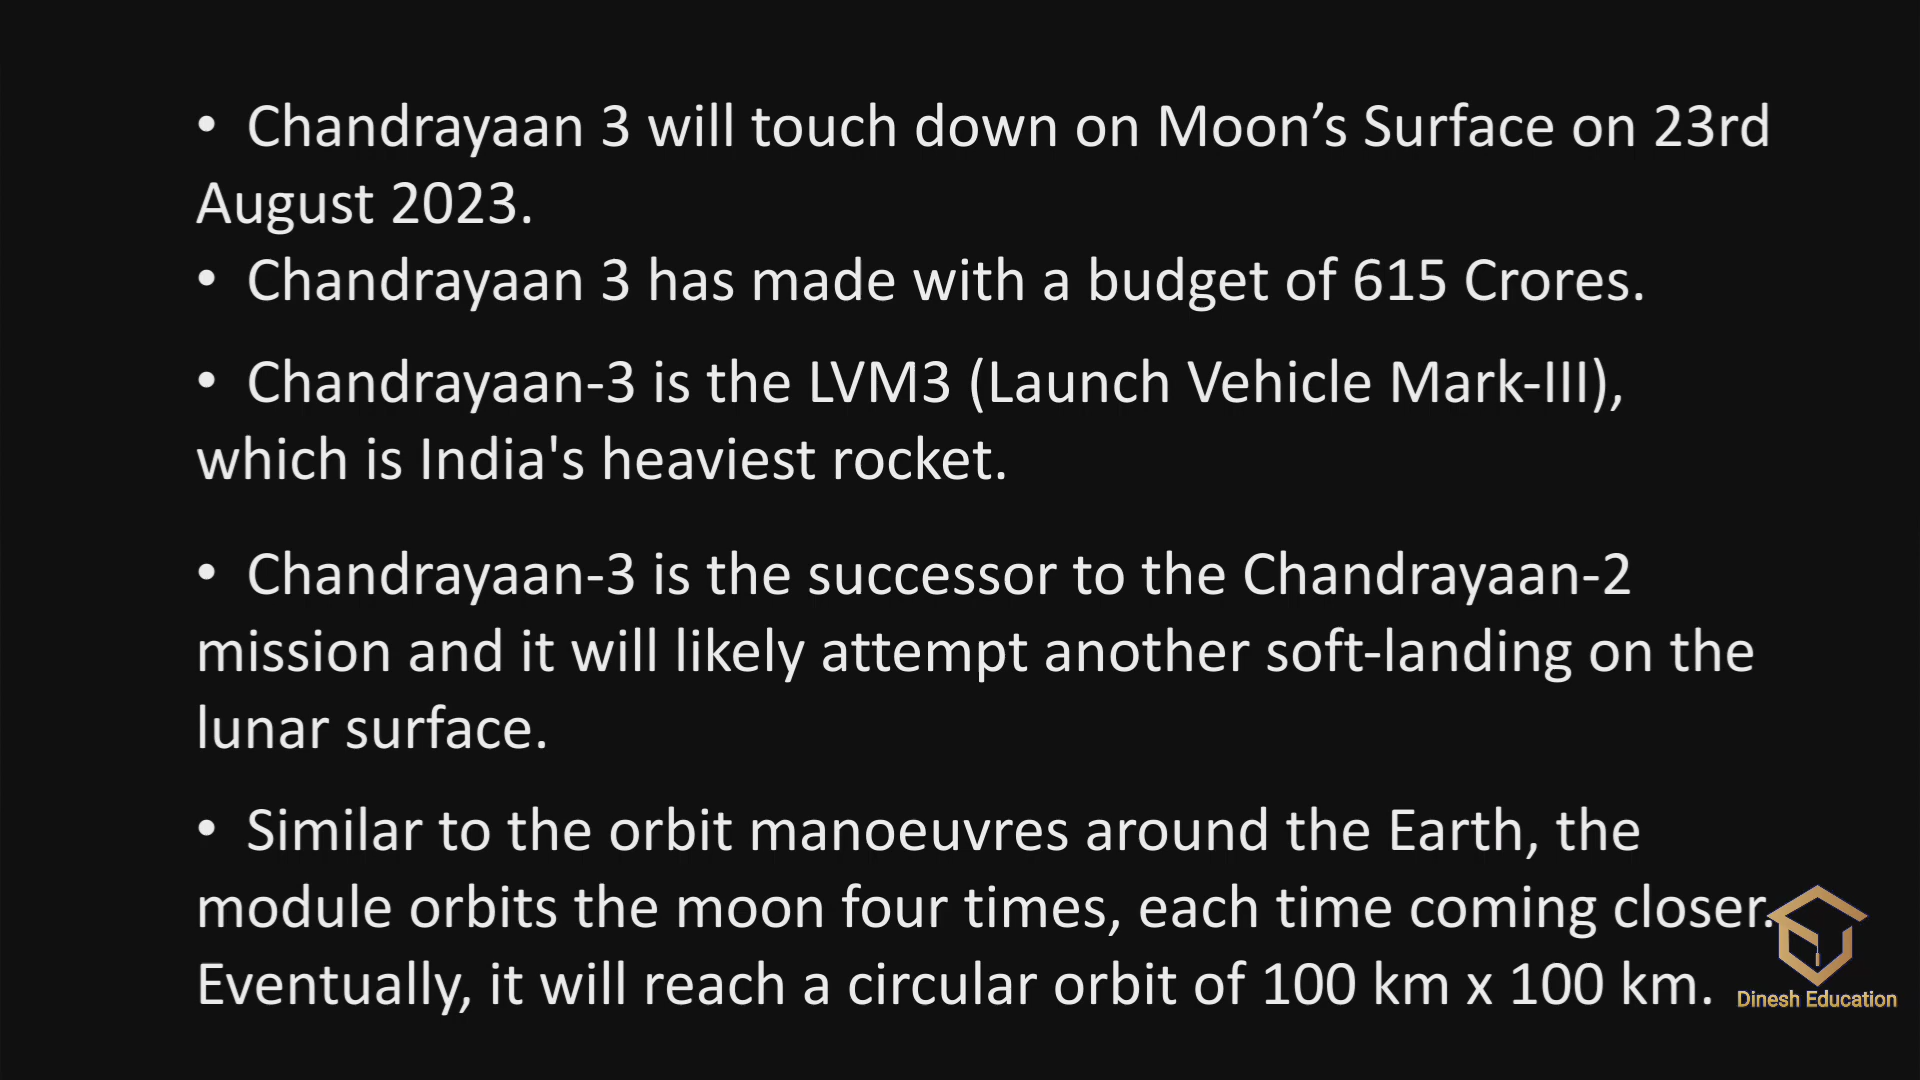 • Chandrayaan 3 will touch down on Moon’s Surface on 23rd
August 2023.
• Chandrayaan 3 has made with a budget of 615 Crores.
• Chandrayaan-3 is the LVM3 (Launch Vehicle Mark-III),
which is India's heaviest rocket.
• Chandrayaan-3 is the successor to the Chandrayaan-2
mission and it will likely attempt another soft-landing on the
lunar surface.
• Similar to the orbit manoeuvres around the Earth, the
module orbits the moon four times, each time coming closer.
Eventually, it will reach a circular orbit of 100 km x 100 km.
Dinesh Education